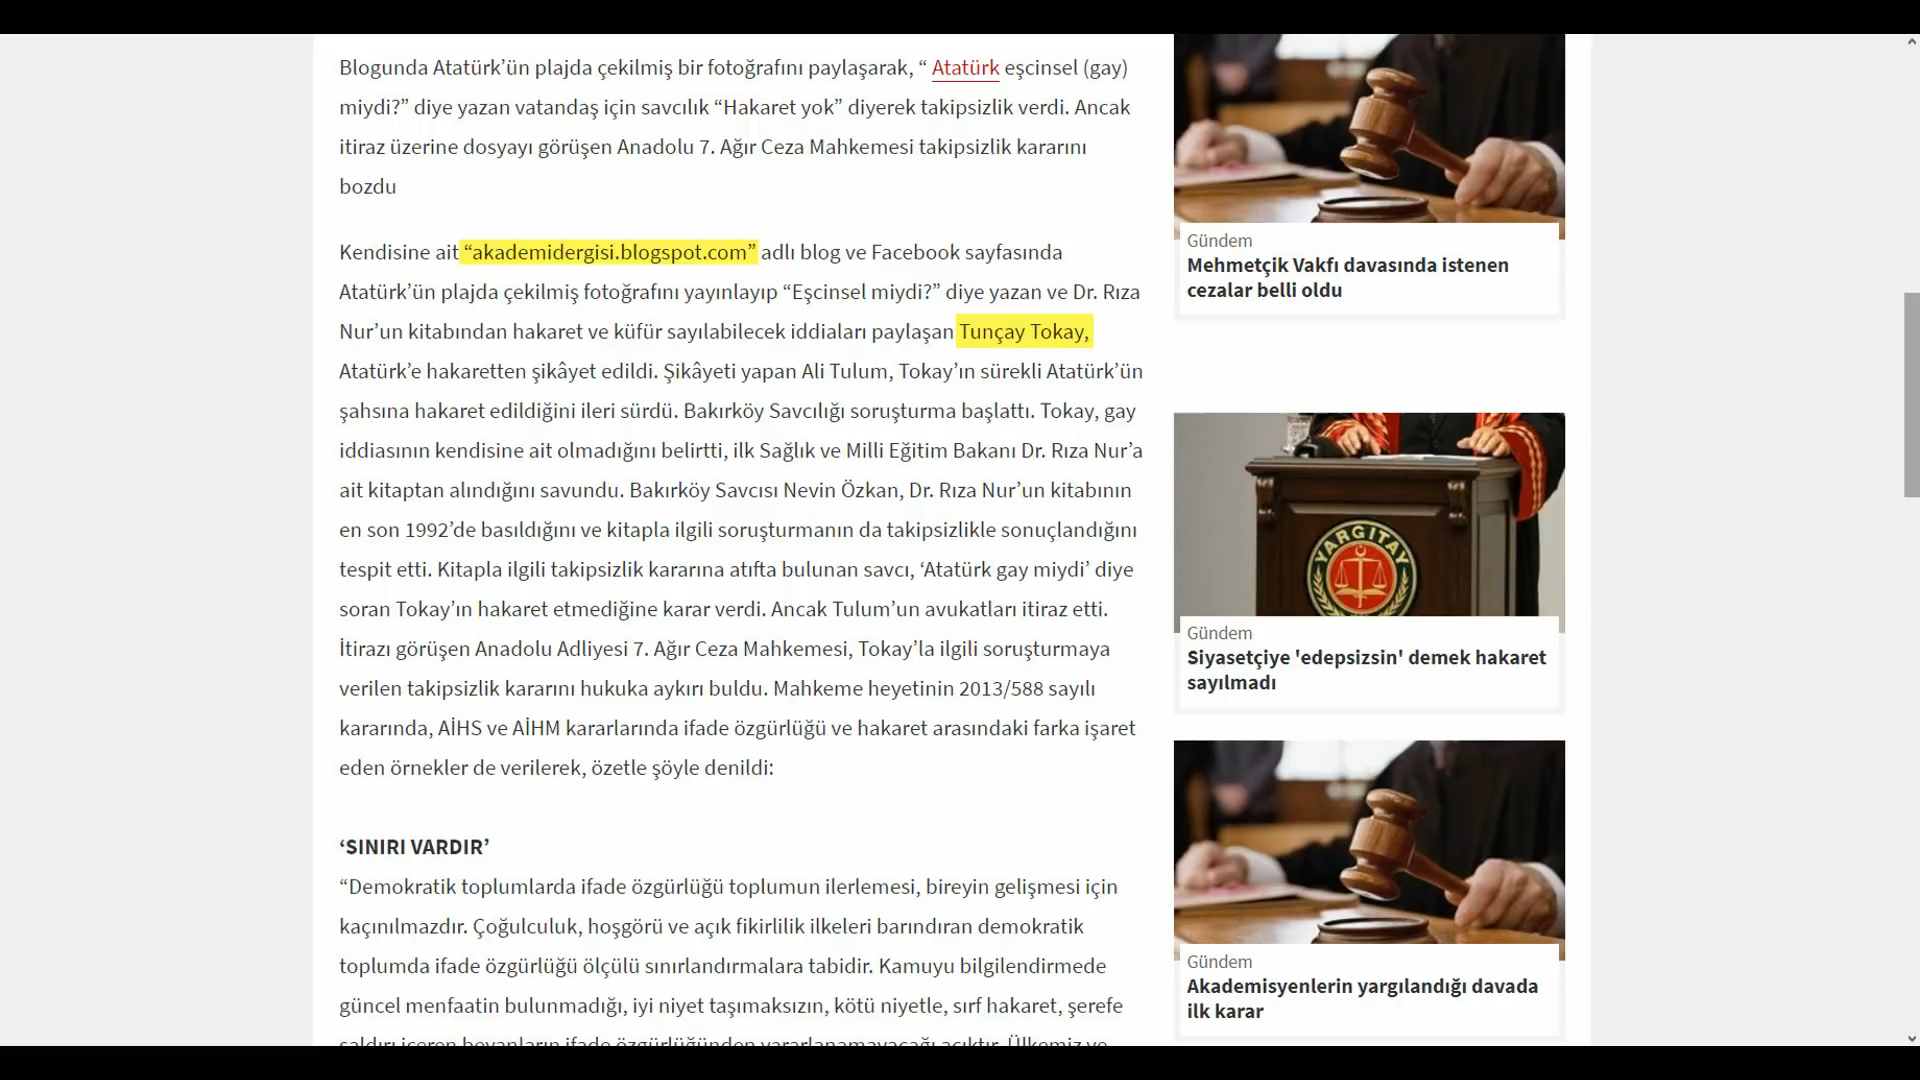 Blogunda Atatürk’ün plajda çekilmiş bir fotoğrafını paylaşarak, “ Atatürk eşcinsel (gay)
miydi?” diye yazan vatandaş için savcılık “Hakaret yok” diyerek takipsizlik verdi. Ancak
itiraz üzerine dosyayı görüşen Anadolu 7. Ağır Ceza Mahkemesi takipsizlik kararını
bozdu
Kendisine ait “akademidergisi.blogspot.com” adlı blog ve Facebook sayfasında
Atatürk’ün plajda çekilmiş fotoğrafını yayınlayıp “Eşcinsel miydi?” diye yazan ve Dr. Rıza
Nur’un kitabından hakaret ve küfür sayılabilecek iddiaları paylaşan Tunçay Tokay,
Atatürk’e hakaretten şikâyet edildi. Şikâyeti yapan Ali Tulum, Tokay’ın sürekli Atatürk’ün
şahsına hakaret edildiğini ileri sürdü. Bakırköy Savcılığı soruşturma başlattı. Tokay, gay
iddiasının kendisine ait olmadığını belirtti, ilk Sağlık ve Milli Eğitim Bakanı Dr. Rıza Nur’a
ait kitaptan alındığını savundu. Bakırköy Savcısı Nevin Özkan, Dr. Rıza Nur’un kitabının
en son 1992’de basıldığını ve kitapla ilgili soruşturmanın da takipsizlikle sonuçlandığını
tespit etti. Kitapla ilgili takipsizlik kararına atıfta bulunan savcı, ‘Atatürk gay miydi’ diye
soran Tokay’ın hakaret etmediğine karar verdi. Ancak Tulum’un avukatları itiraz etti.
İtirazı görüşen Anadolu Adliyesi 7. Ağır Ceza Mahkemesi, Tokay’la ilgili soruşturmaya
verilen takipsizlik kararını hukuka aykırı buldu. Mahkeme heyetinin 2013/588 sayılı
kararında, AİHS ve AİHM kararlarında ifade özgürlüğü ve hakaret arasındaki farka işaret
eden örnekler de verilerek, özetle şöyle denildi:
‘SINIRI VARDIR’
“Demokratik toplumlarda ifade özgürlüğü toplumun ilerlemesi, bireyin gelişmesi için
kaçınılmazdır. Çoğulculuk, hoşgörü ve açık fikirlilik ilkeleri barındıran demokratik
toplumda ifade özgürlüğü ölçülü sınırlandırmalara tabidir. Kamuyu bilgilendirmede
güncel menfaatin bulunmadığı, iyi niyet taşımaksızın, kötü niyetle, sırf hakaret, şerefe
saldırı içeren beyanların ifade özgürlüğünden yararlanamayacağı açıktır. Ülkemiz ve
Gündem
Mehmetçik Vakfı davasında istenen
cezalar belli oldu
YARGITAY
Gündem
Siyasetçiye 'edepsizsin' demek hakaret
sayılmadı
Gündem
Akademisyenlerin yargılandığı davada
ilk karar